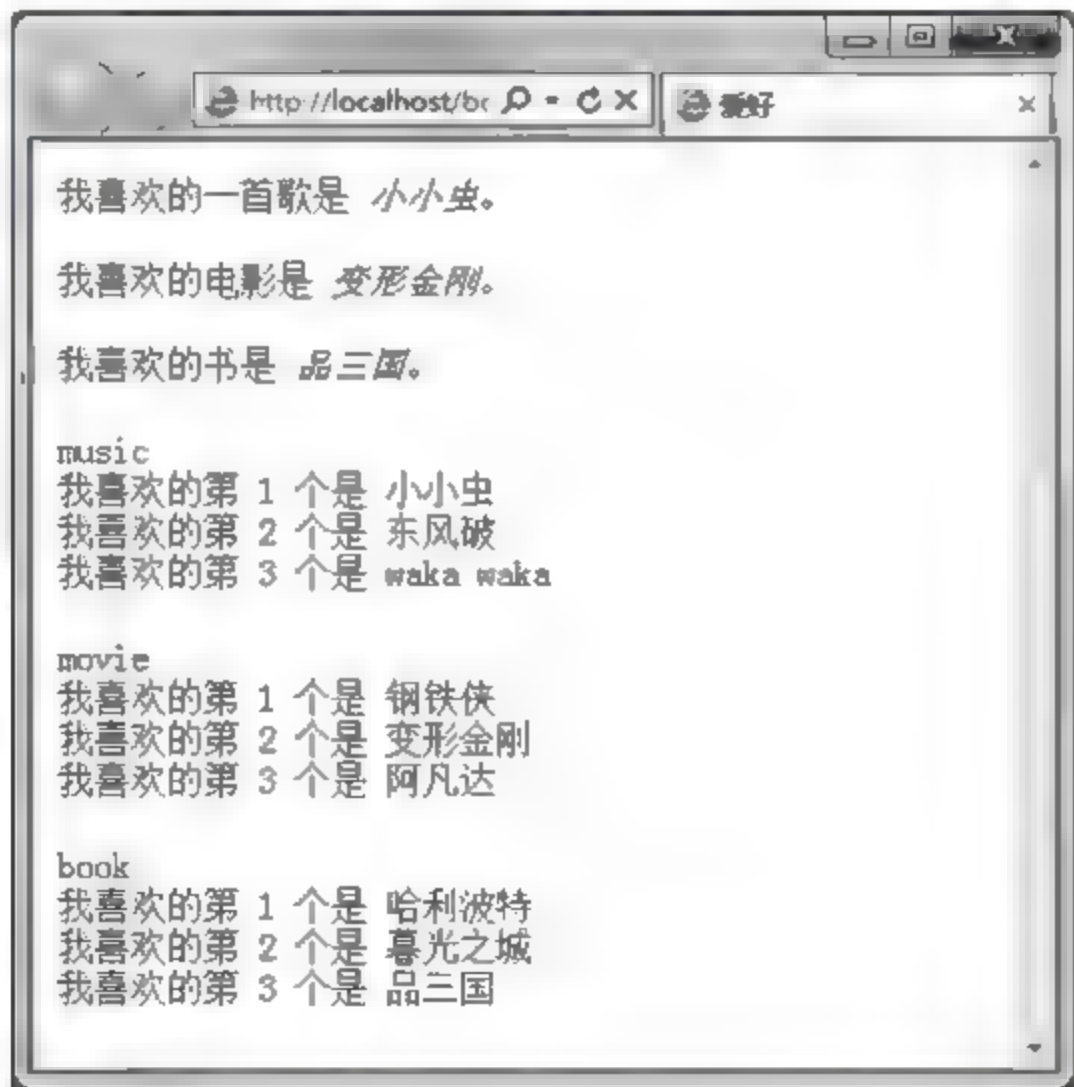 http://localhost/bc
爱好
我喜欢的一首歌是 小小虫。
我喜欢的电影是 变形金刚。
我喜欢的书是 品三国。
music
我喜欢的第 1 个是 小小虫
我喜欢的第 2 个是 东风破
我喜欢的第 3 个是 waka waka
movie
我喜欢的第 1 个是 钢铁侠
我喜欢的第 2 个是 变形金刚
我喜欢的第 3 个是 阿凡达
book
我喜欢的第 1 个是 哈利波特
我喜欢的第 2 个是 暮光之城
我喜欢的第 3 个是 品三国